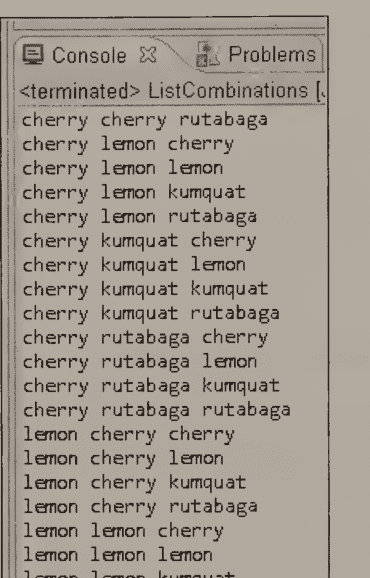 Console Problems
<terminated> ListCombinations [
cherry cherry rutabaga
cherry lemon cherry
cherry lemon lemon
cherry lemon kumquat
cherry lemon rutabaga
cherry kumquat cherry
cherry kumquat lemon
cherry kumquat kumquat
cherry kumquat rutabaga
cherry rutabaga cherry
cherry rutabaga lemon
cherry rutabaga kumquat
cherry rutabaga rutabaga
lemon cherry cherry
lemon cherry lemon
lemon cherry kumquat
lemon cherry rutabaga
lemon lemon cherry
lemon lemon lemon
lemon lemon kumquat